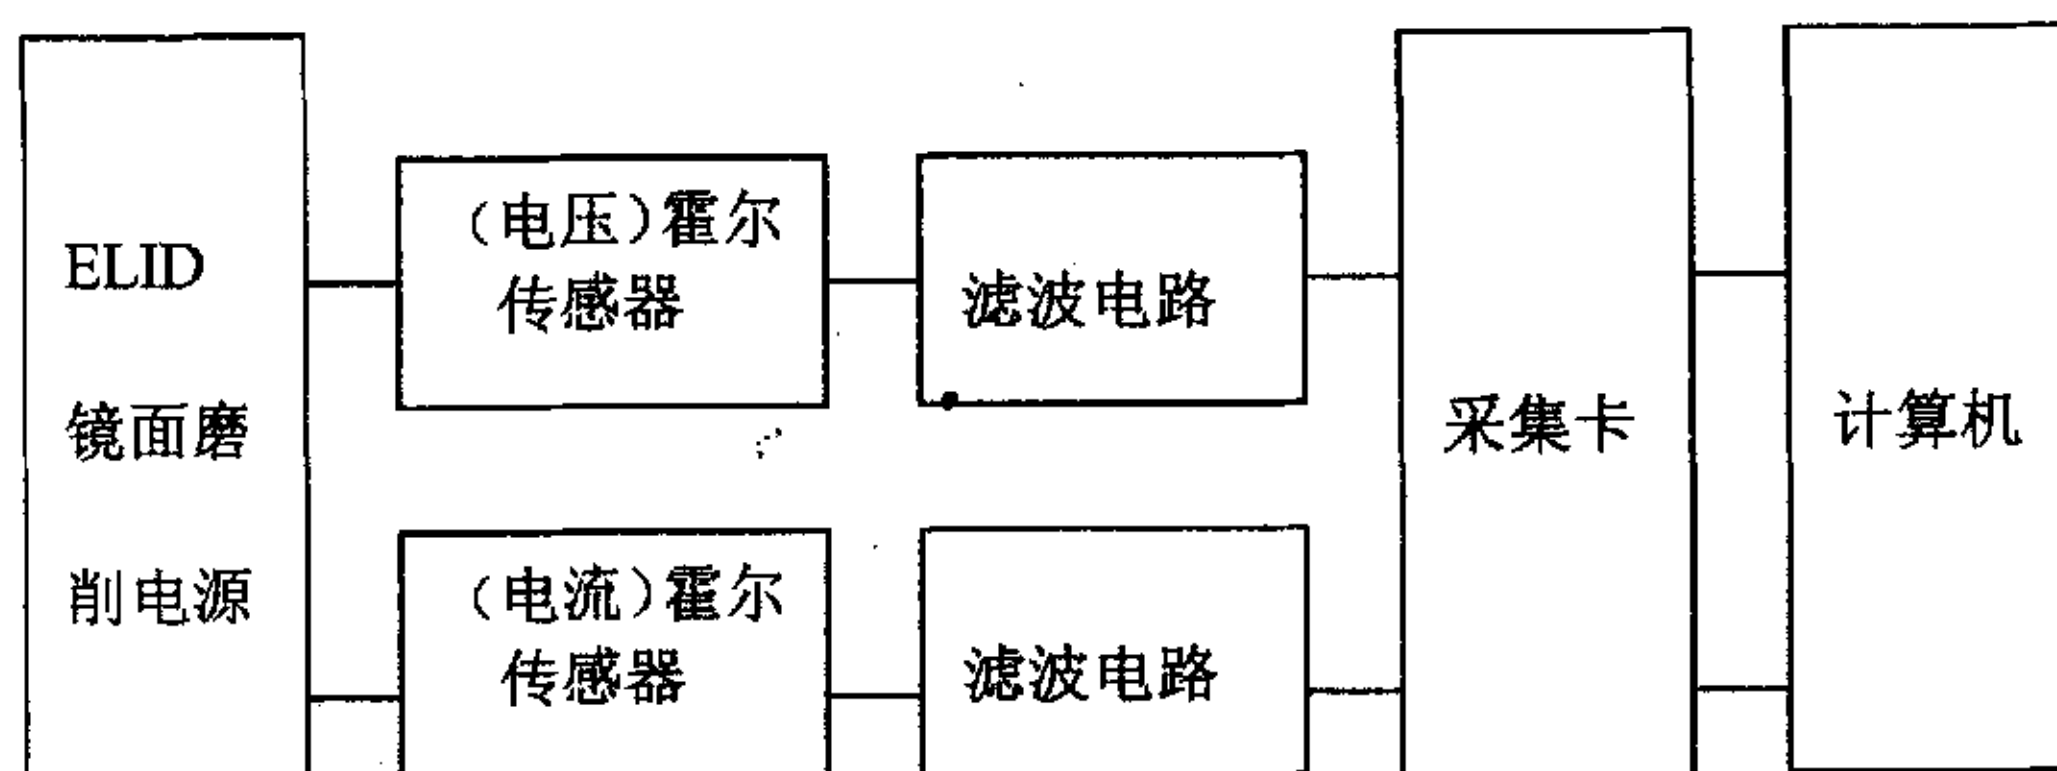 ELID
镜面磨
削电源
（电压）霍尔
传感器
滤波电路
（电流）霍尔
传感器
滤波电路
采集卡
计算机